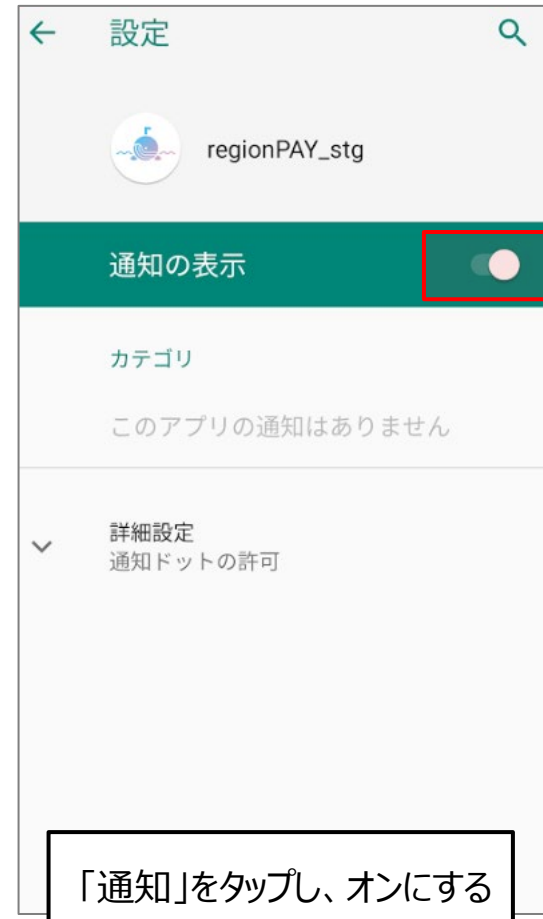 設定
regionPAY_stg
通知の表示
カテゴリ
このアプリの通知はありません
詳細設定
通知ドットの許可
「通知」をタップし、オンにする